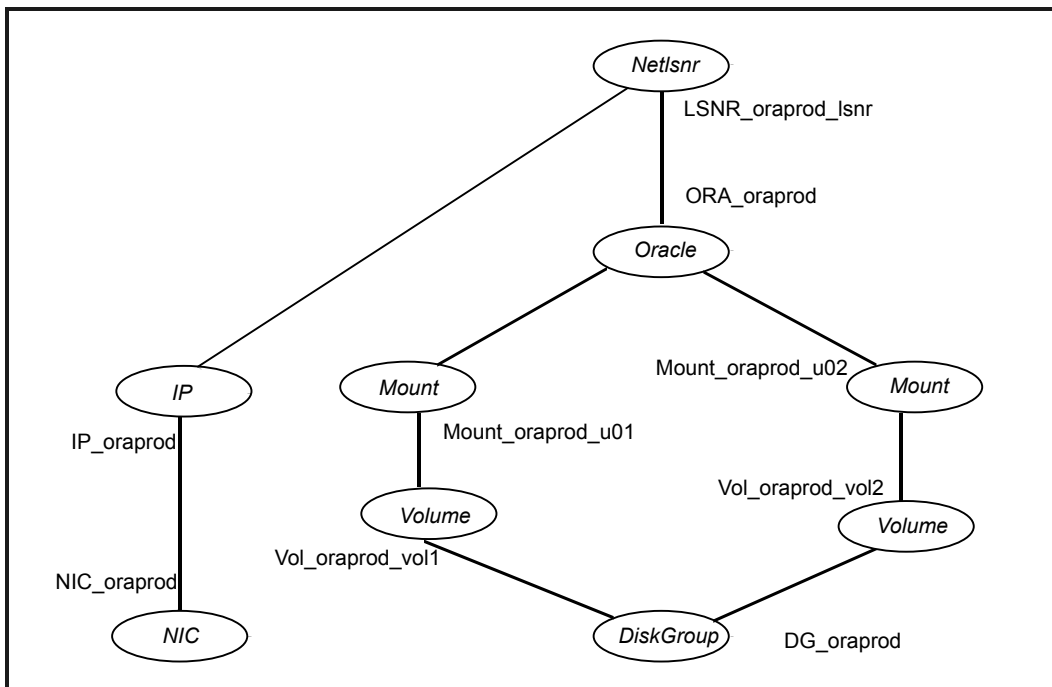 Netlsnr
LSNR_oraprod_lsnr
ORA_oraprod
Oracle
Mount_oraprod_u02
IP
Mount
Mount
IP_oraprod
Mount_oraprod_u01
Vol_oraprod_vol2
Volume
Volume
Vol_oraprod_vol1
NIC_oraprod
NIC
DiskGroup
DG_oraprod